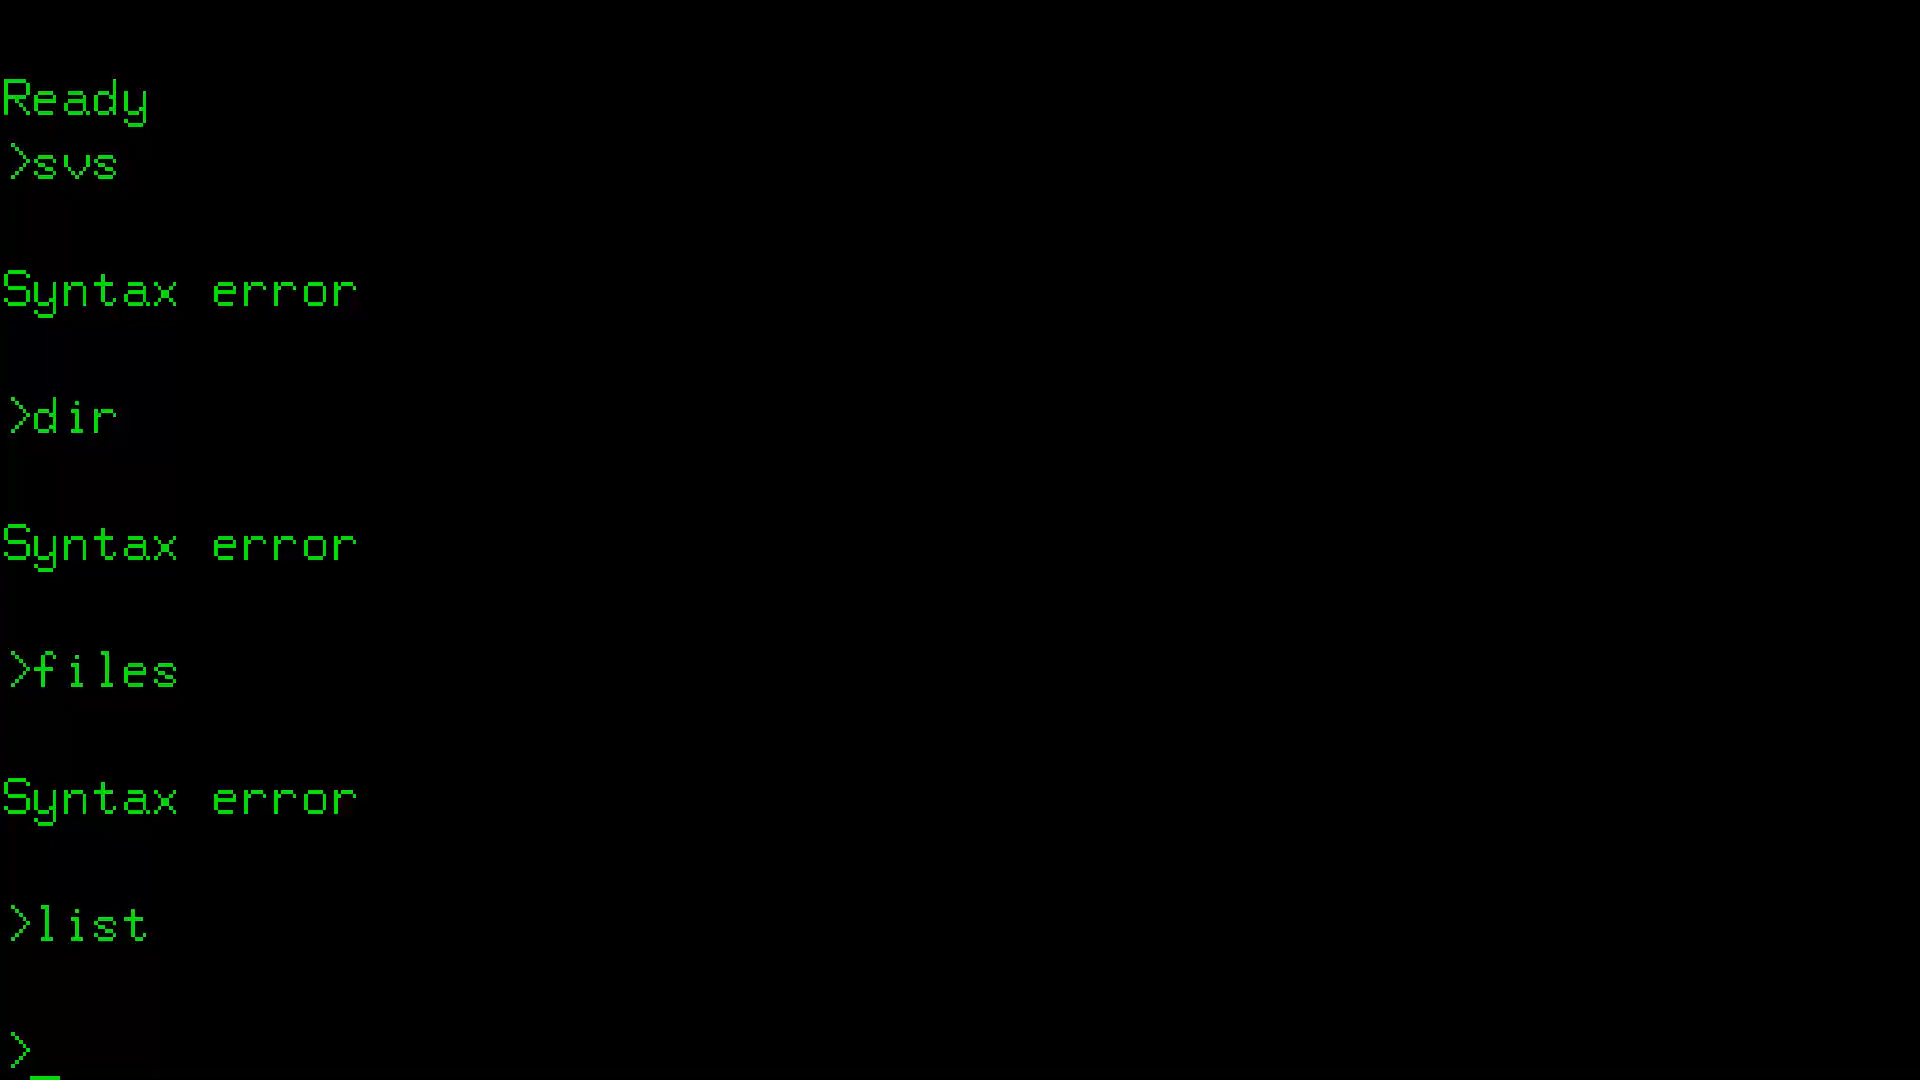 Ready
>svs
Syntax error
>dir
Syntax error
>files
Syntax error
>list
>_